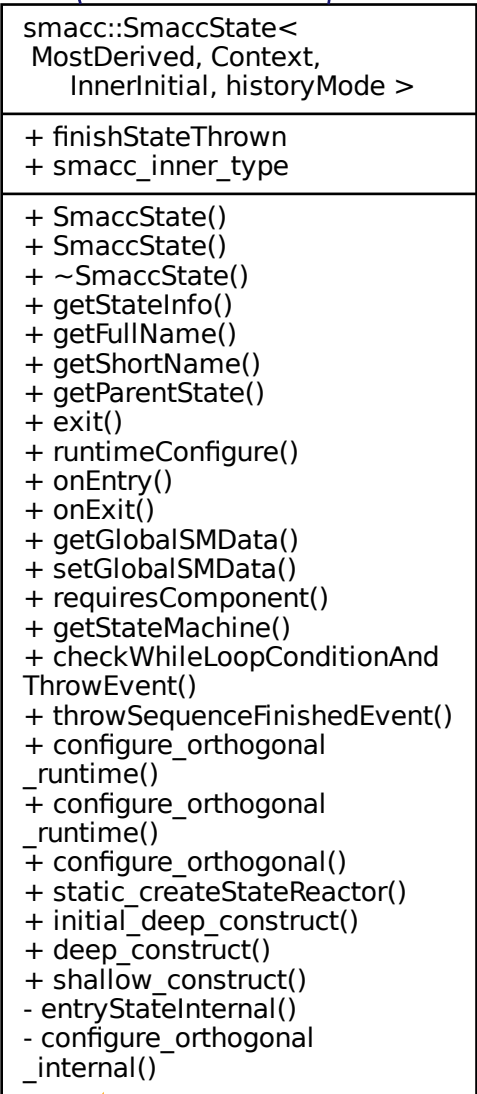 smacc::SmaccState<
MostDerived, Context,
InnerInitial, historyMode >
+ finishStateThrown
+ smacc_inner_type
+ SmaccState()
+ SmaccState()
+ ~SmaccState()
+ getStateInfo()
+ getFullName()
+ getShortName()
+ getParentState()
+ exit()
+ runtimeConfigure()
+ onEntry()
+ onExit()
+ getGlobalSMData()
+ setGlobalSMData()
+ requiresComponent()
+ getStateMachine()
+ checkWhileLoopConditionAnd
ThrowEvent()
+ throwSequenceFinishedEvent()
+ configure_orthogonal
_runtime()
+ configure_orthogonal
_runtime()
+ configure_orthogonal()
+ static_createStateReactor()
+ initial_deep_construct()
+ deep_construct()
+ shallow_construct()
- entryStateInternal()
- configure_orthogonal
_internal()